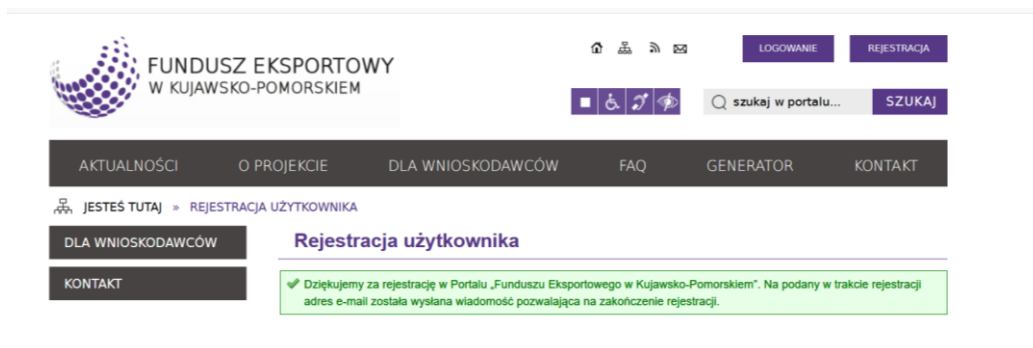 FUNDUSZ EKSPORTOWY
W KUJAWSKO-POMORSKIEM
LOGOWANIE
REJESTRACJA
szukaj w portalu...
SZUKAJ
AKTUALNOŚCI
O PROJEKCIE
DLA WNIOSKODAWCÓW
FAQ
GENERATOR
KONTAKT
JESTEŚ TUTAJ » REJESTRACJA UŻYTKOWNIKA
DLA WNIOSKODAWCÓW
KONTAKT
Rejestracja użytkownika
Dziękujemy za rejestrację w Portalu „Funduszu Eksportowego w Kujawsko-Pomorskiem". Na podany w trakcie rejestracji
adres e-mail została wysłana wiadomość pozwalająca na zakończenie rejestracji.